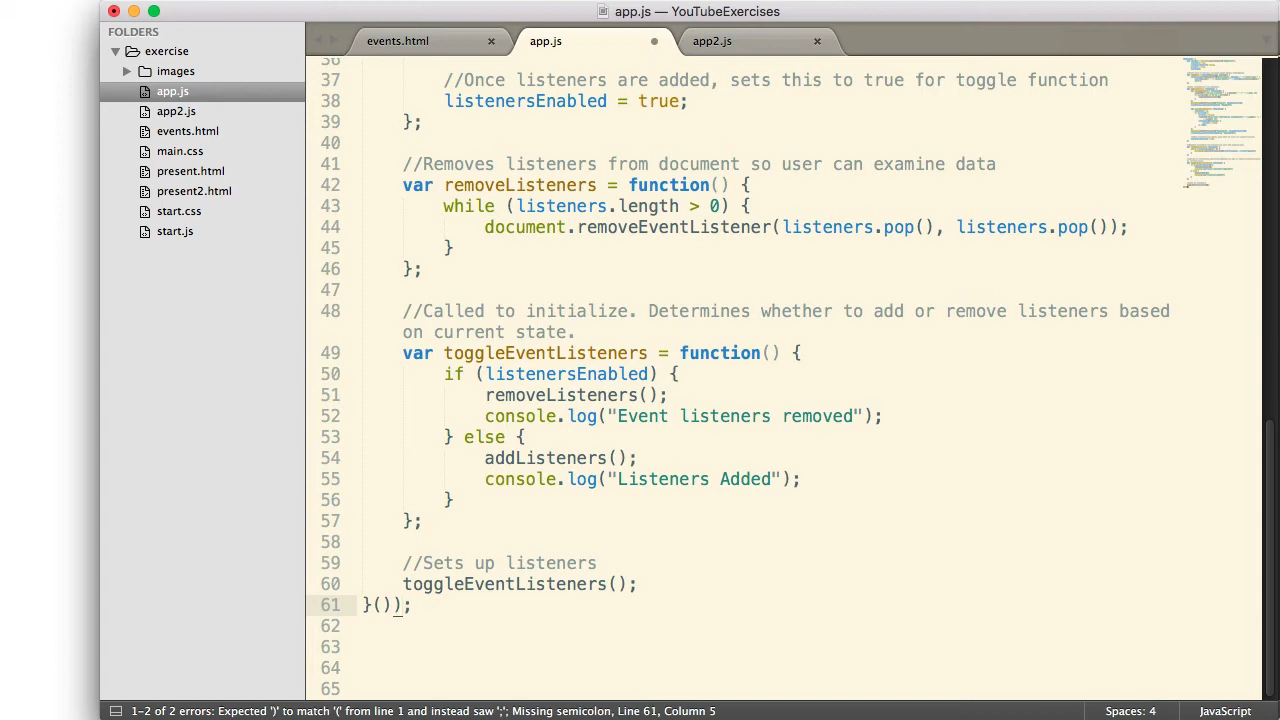 app.js — YouTubeExercises
FOLDERS
exercise
images
app.js
app2.js
events.html
main.css
present.html
present2.html
start.css
start.js
events.html × app.js app2.js ×
36
37 //Once listeners are added, sets this to true for toggle function
38 listenersEnabled = true;
39 };
40
41 //Removes listeners from document so user can examine data
42 var removeListeners = function() {
43 while (listeners.length > 0) {
44 document.removeEventListener(listeners.pop(), listeners.pop());
45 }
46 };
47
48 //Called to initialize. Determines whether to add or remove listeners based
on current state.
49 var toggleEventListeners = function() {
50 if (listenersEnabled) {
51 removeListeners();
52 console.log("Event listeners removed");
53 } else {
54 addListeners();
55 console.log("Listeners Added");
56 }
57 };
58
59 //Sets up listeners
60 toggleEventListeners();
61 }());
62
63
64
65
1–2 of 2 errors: Expected ')' to match '(' from line 1 and instead saw ';'; Missing semicolon, Line 61, Column 5 Spaces: 4 JavaScript